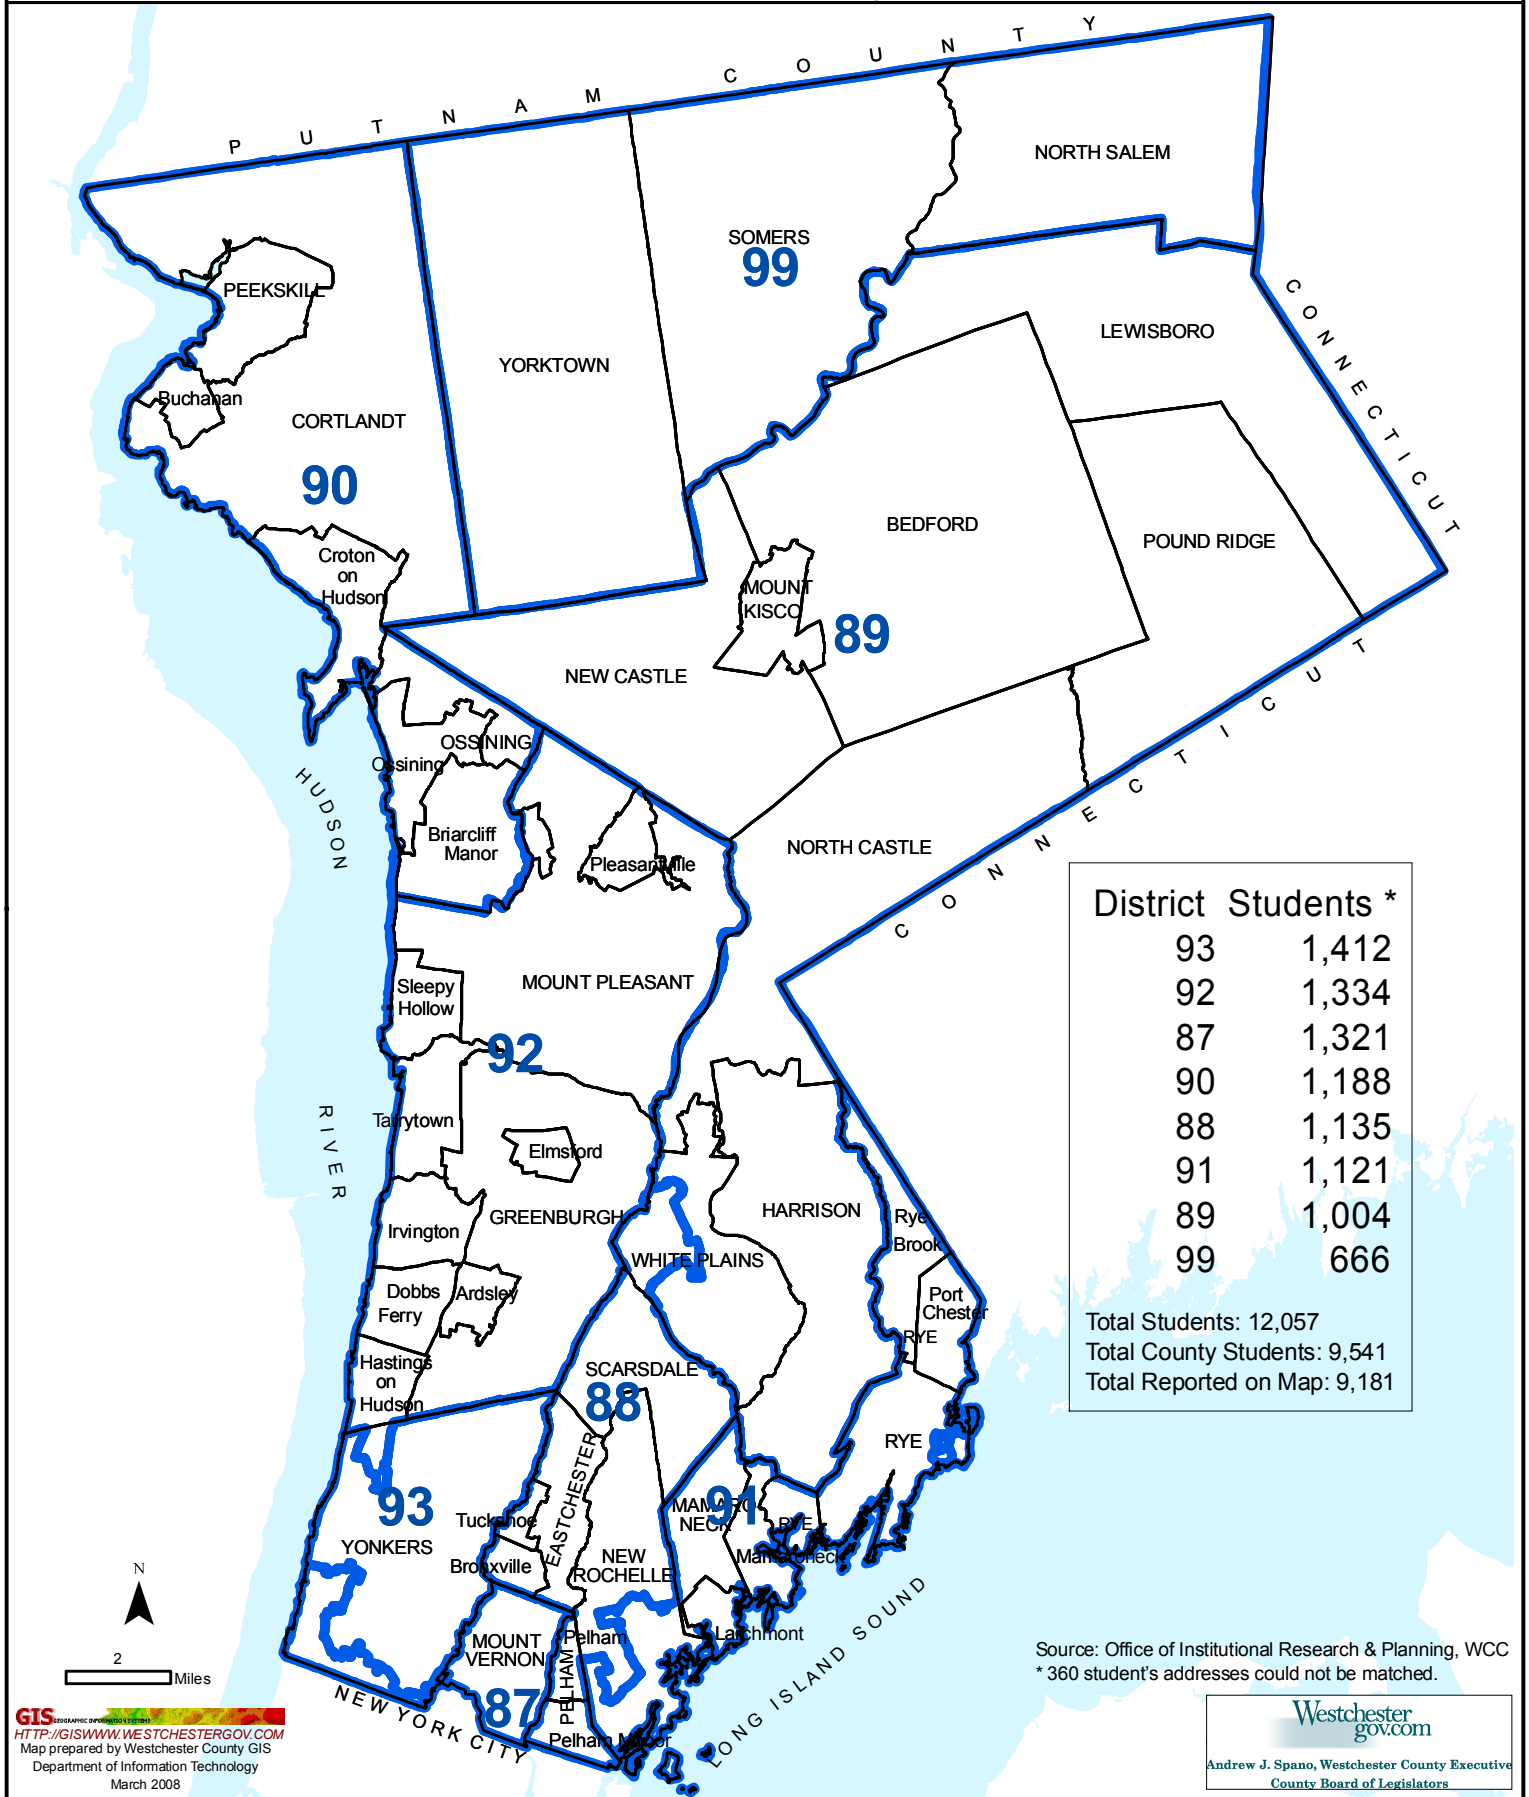 PUTNAM COUNTY
NORTH SALEM
SOMERS
99
PEEKSKILL
CONNECTICUT
LEWISBORO
YORKTOWN
Buchanan
CORTLANDT
90
BEDFORD
POUND RIDGE
Croton
on
Hudson
MOUNT
KISCO
89
NEW CASTLE
CONNECTICUT
OSSINING
Ossining
HUDSON
Briarcliff
Manor
Pleasantville
NORTH CASTLE
District Students *
93 1,412
92 1,334
87 1,321
90 1,188
88 1,135
91 1,121
89 1,004
99 666
Total Students: 12,057
Total County Students: 9,541
Total Reported on Map: 9,181
MOUNT PLEASANT
Sleepy
Hollow
92
RIVER
Tarrytown
Elmsford
HARRISON
Rye
Brook
Irvington
GREENBURGH
WHITE PLAINS
Dobbs
Ferry
Ardsley
Port
Chester
RYE
Hastings
on
Hudson
SCARSDALE
88
RYE
EASTCHESTER
93
YONKERS
Tuckahoe
Bronxville
MAMARO
NECK
91
RYE
Mamaroneck
NEW
ROCHELLE
N
2
Miles
MOUNT
VERNON
Pelham
PELHAM
Larchmont
87
Pelham Manor
NEW YORK CITY
LONG ISLAND SOUND
Source: Office of Institutional Research & Planning, WCC
* 360 student's addresses could not be matched.
GIS GEOGRAPHIC INFORMATION SYSTEMS
HTTP://GISWWW.WESTCHESTERGOV.COM
Map prepared by Westchester County GIS
Department of Information Technology
March 2008
Westchester
gov.com
Andrew J. Spano, Westchester County Executive
County Board of Legislators